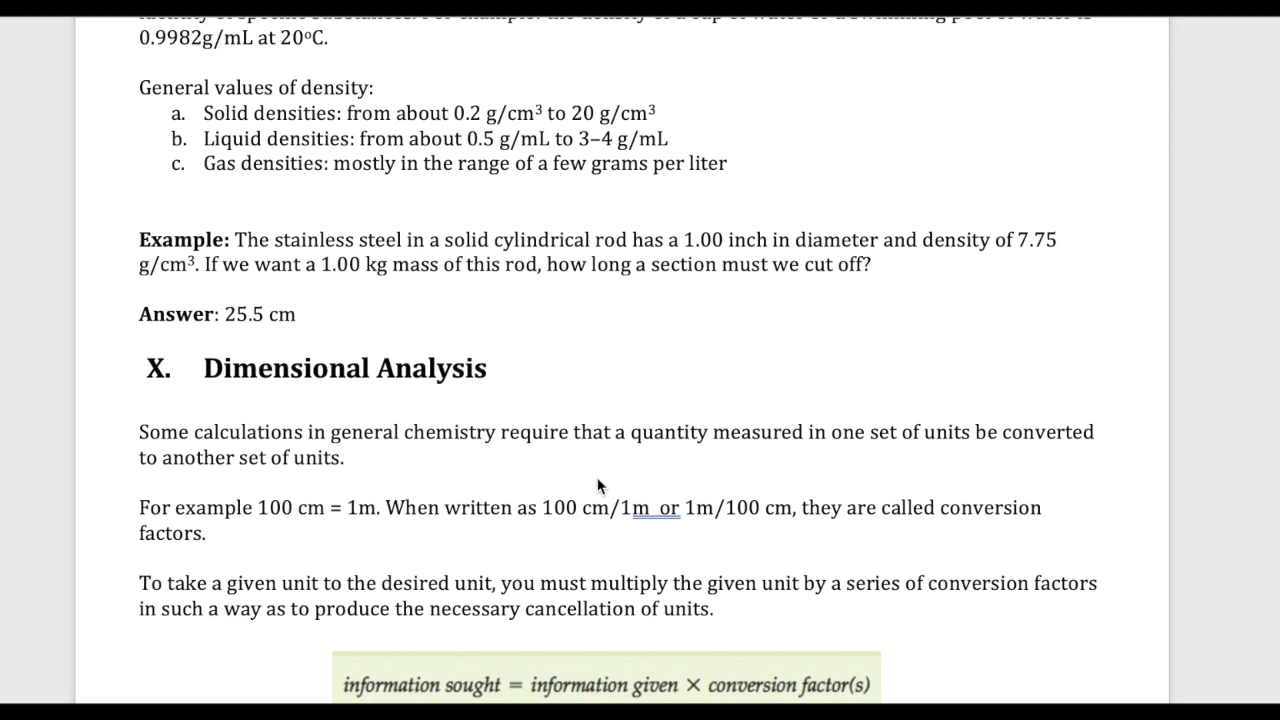 0.9982g/mL at 20°C.
General values of density:
a. Solid densities: from about 0.2 g/cm³ to 20 g/cm³
b. Liquid densities: from about 0.5 g/mL to 3–4 g/mL
c. Gas densities: mostly in the range of a few grams per liter
Example: The stainless steel in a solid cylindrical rod has a 1.00 inch in diameter and density of 7.75
g/cm³. If we want a 1.00 kg mass of this rod, how long a section must we cut off?
Answer: 25.5 cm
X. Dimensional Analysis
Some calculations in general chemistry require that a quantity measured in one set of units be converted
to another set of units.
For example 100 cm = 1m. When written as 100 cm/1m or 1m/100 cm, they are called conversion
factors.
To take a given unit to the desired unit, you must multiply the given unit by a series of conversion factors
in such a way as to produce the necessary cancellation of units.
information sought = information given × conversion factor(s)